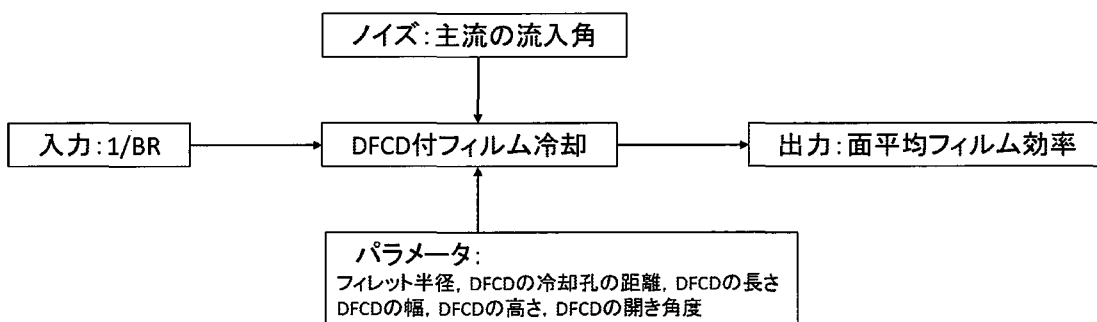 ノイズ：主流の流入角
入力：1/BR
DFCD付フィルム冷却
出力：面平均フィルム効率
パラメータ：
フィレット半径, DFCDの冷却孔の距離, DFCDの長さ
DFCDの幅, DFCDの高さ, DFCDの開き角度